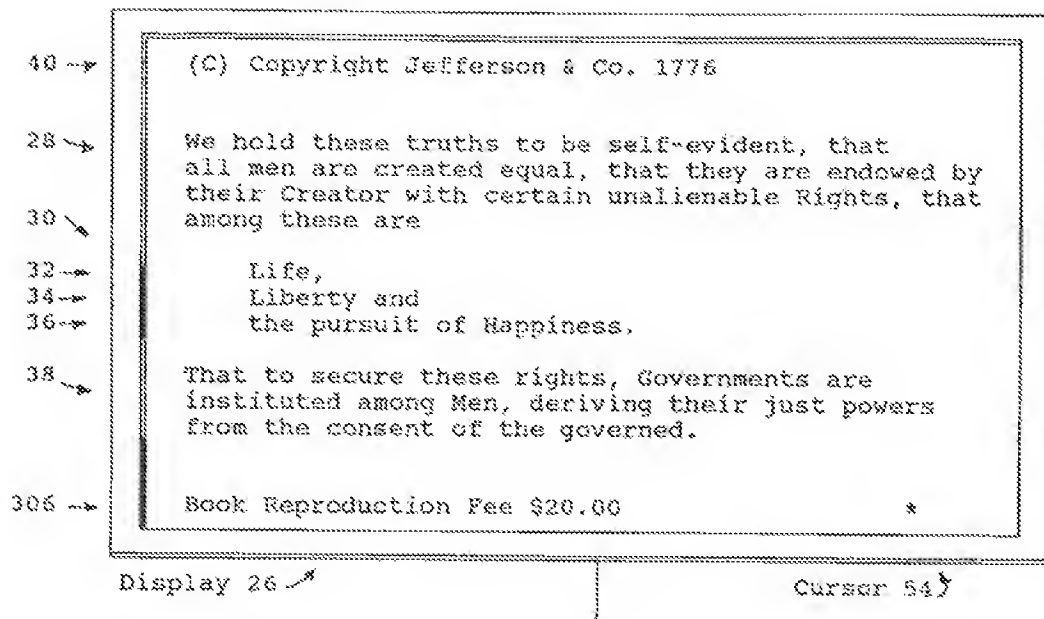 40 (C) Copyright Jefferson & Co. 1776
28 We hold these truths to be self-evident, that
all men are created equal, that they are endowed by
their Creator with certain unalienable Rights, that
among these are
30
32 Life,
34 Liberty and
36 the pursuit of Happiness.
38 That to secure these rights, Governments are
instituted among Men, deriving their just powers
from the consent of the governed.
306 Book Reproduction Fee $20.00 *
Display 26 Cursor 54